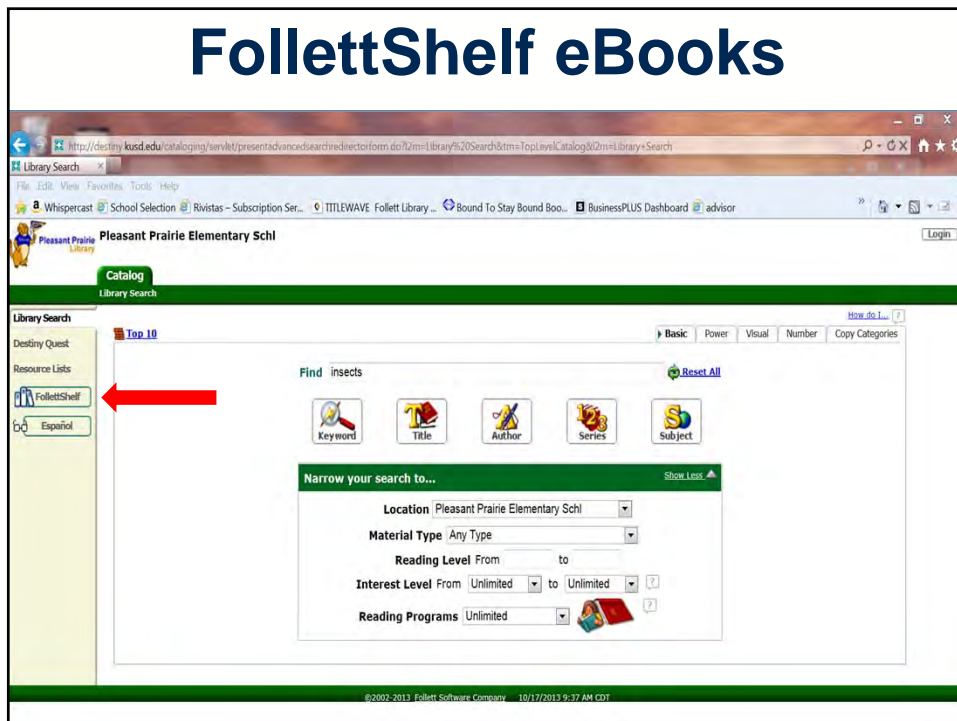 FollettShelf eBooks
http://destiny.kusd.edu/cataloging/servlet/presentadvancedsearchredirectorform.do?l2m=Library%20Search&tm=TopLevelCatalog&l2m=Library+Search
Library Search
File Edit View Favorites Tools Help
Whispercast School Selection Rivistas – Subscription Ser... TITLEWAVE Follett Library ... Bound To Stay Bound Boo... BusinessPLUS Dashboard advisor
Pleasant Prairie Library Pleasant Prairie Elementary Schl Login
Catalog
Library Search
Library Search How do I... ?
Top 10 Basic Power Visual Number Copy Categories
Destiny Quest
Resource Lists
Find insects Reset All
FollettShelf
Español
Keyword Title Author Series Subject
Narrow your search to... Show Less
Location Pleasant Prairie Elementary Schl
Material Type Any Type
Reading Level From to
Interest Level From Unlimited to Unlimited ?
Reading Programs Unlimited ?
©2002-2013 Follett Software Company 10/17/2013 9:37 AM CDT